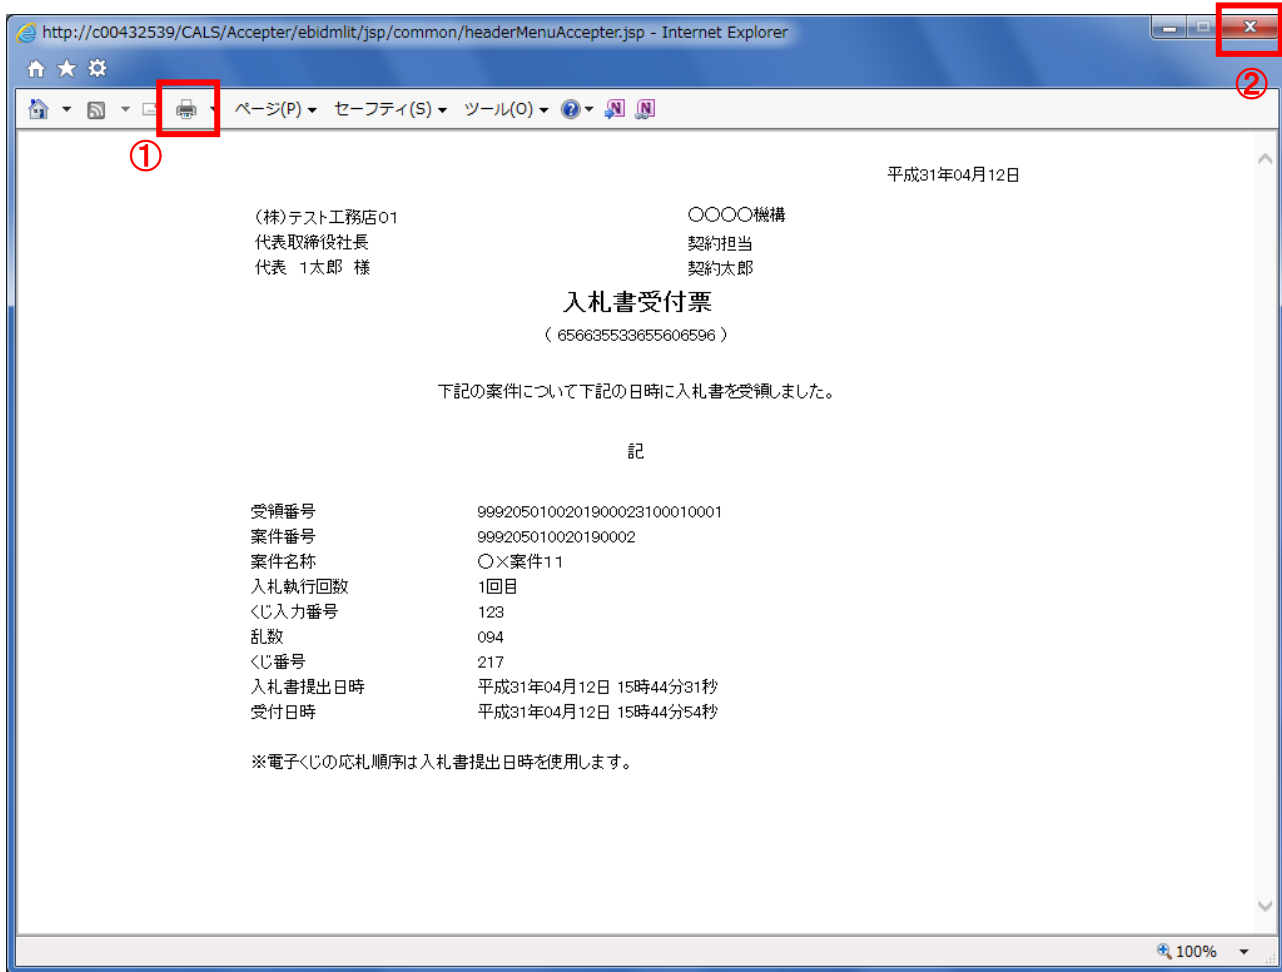 http://c00432539/CALS/Accepter/ebidmlit/jsp/common/headerMenuAccepter.jsp - Internet Explorer
②
ページ(P) セーフティ(S) ツール(O)
①
平成31年04月12日
(株)テスト工務店01 〇〇〇〇機構
代表取締役社長 契約担当
代表 1太郎 様 契約太郎
入札書受付票
( 656635533655606596 )
下記の案件について下記の日時に入札書を受領しました。
記
受領番号 9992050100201900023100010001
案件番号 999205010020190002
案件名称 〇×案件11
入札執行回数 1回目
くじ入力番号 123
乱数 094
くじ番号 217
入札書提出日時 平成31年04月12日 15時44分31秒
受付日時 平成31年04月12日 15時44分54秒
※電子くじの応札順序は入札書提出日時を使用します。
100%